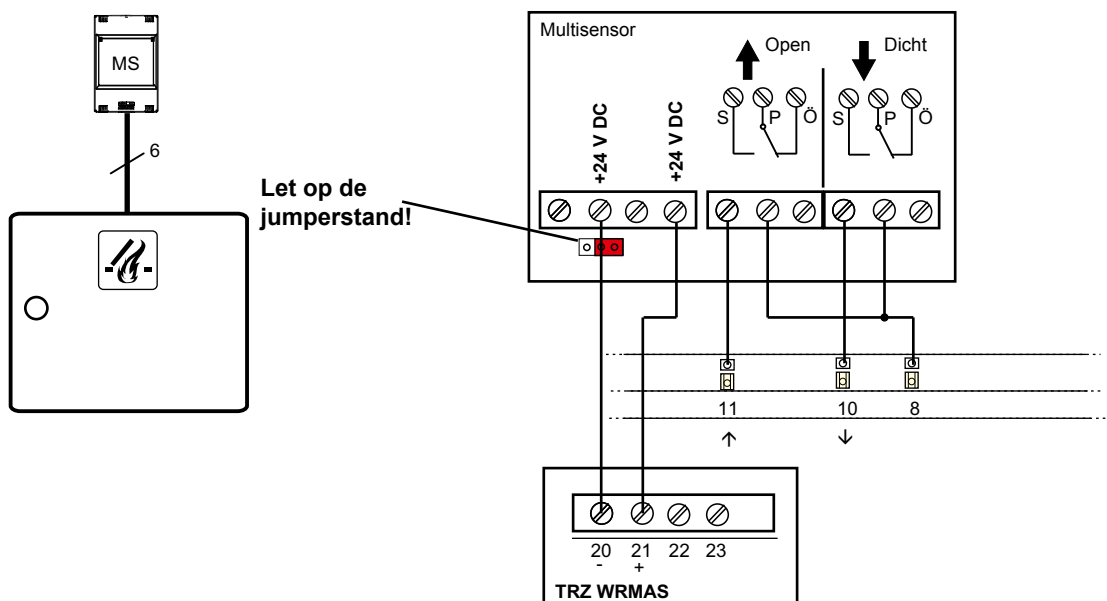 MS
6
Let op de
jumperstand!
Multisensor
+24 V DC
+24 V DC
Open
Dicht
S P Ö
S P Ö
11 10 8
↑ ↓
20 21 22 23
- +
TRZ WRMAS